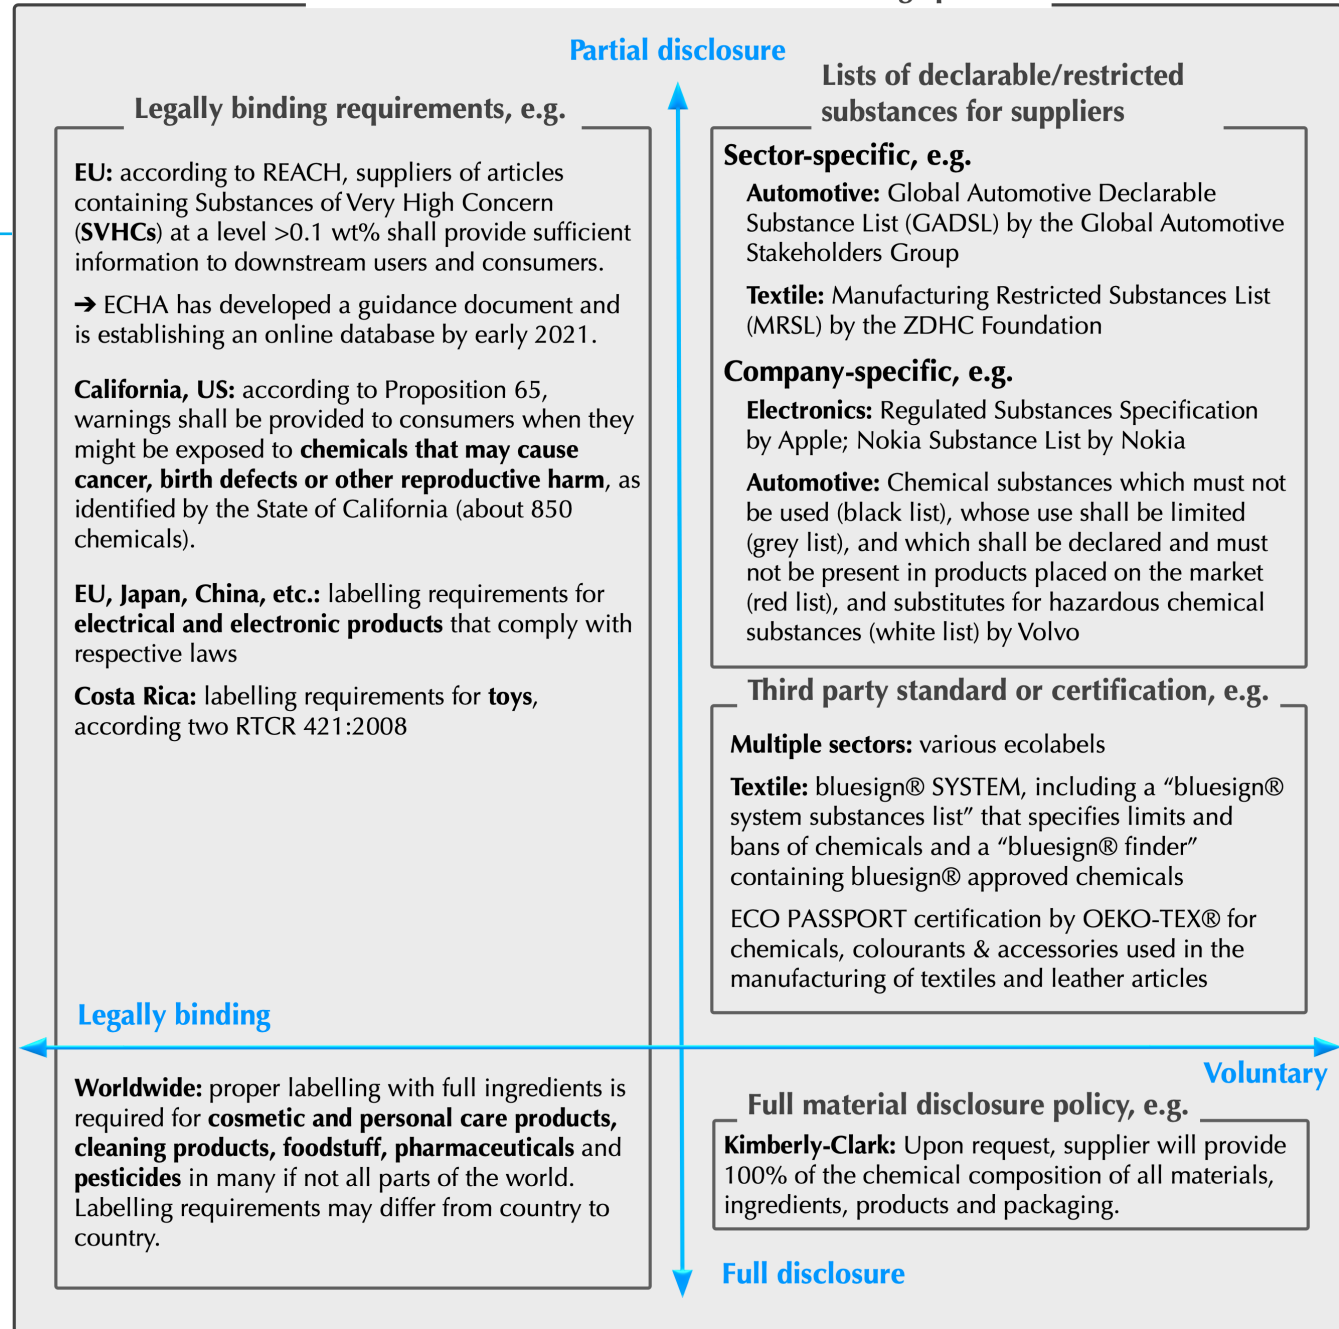 Partial disclosure
Legally binding requirements, e.g.
EU: according to REACH, suppliers of articles
containing Substances of Very High Concern
(SVHCs) at a level >0.1 wt% shall provide sufficient
information to downstream users and consumers.
➔ ECHA has developed a guidance document and
is establishing an online database by early 2021.
California, US: according to Proposition 65,
warnings shall be provided to consumers when they
might be exposed to chemicals that may cause
cancer, birth defects or other reproductive harm, as
identified by the State of California (about 850
chemicals).
EU, Japan, China, etc.: labelling requirements for
electrical and electronic products that comply with
respective laws
Costa Rica: labelling requirements for toys,
according two RTCR 421:2008
Lists of declarable/restricted
substances for suppliers
Sector-specific, e.g.
Automotive: Global Automotive Declarable
Substance List (GADSL) by the Global Automotive
Stakeholders Group
Textile: Manufacturing Restricted Substances List
(MRSL) by the ZDHC Foundation
Company-specific, e.g.
Electronics: Regulated Substances Specification
by Apple; Nokia Substance List by Nokia
Automotive: Chemical substances which must not
be used (black list), whose use shall be limited
(grey list), and which shall be declared and must
not be present in products placed on the market
(red list), and substitutes for hazardous chemical
substances (white list) by Volvo
Third party standard or certification, e.g.
Multiple sectors: various ecolabels
Textile: bluesign® SYSTEM, including a “bluesign®
system substances list” that specifies limits and
bans of chemicals and a “bluesign® finder”
containing bluesign® approved chemicals
ECO PASSPORT certification by OEKO-TEX® for
chemicals, colourants & accessories used in the
manufacturing of textiles and leather articles
Legally binding
Voluntary
Worldwide: proper labelling with full ingredients is
required for cosmetic and personal care products,
cleaning products, foodstuff, pharmaceuticals and
pesticides in many if not all parts of the world.
Labelling requirements may differ from country to
country.
Full material disclosure policy, e.g.
Kimberly-Clark: Upon request, supplier will provide
100% of the chemical composition of all materials,
ingredients, products and packaging.
Full disclosure